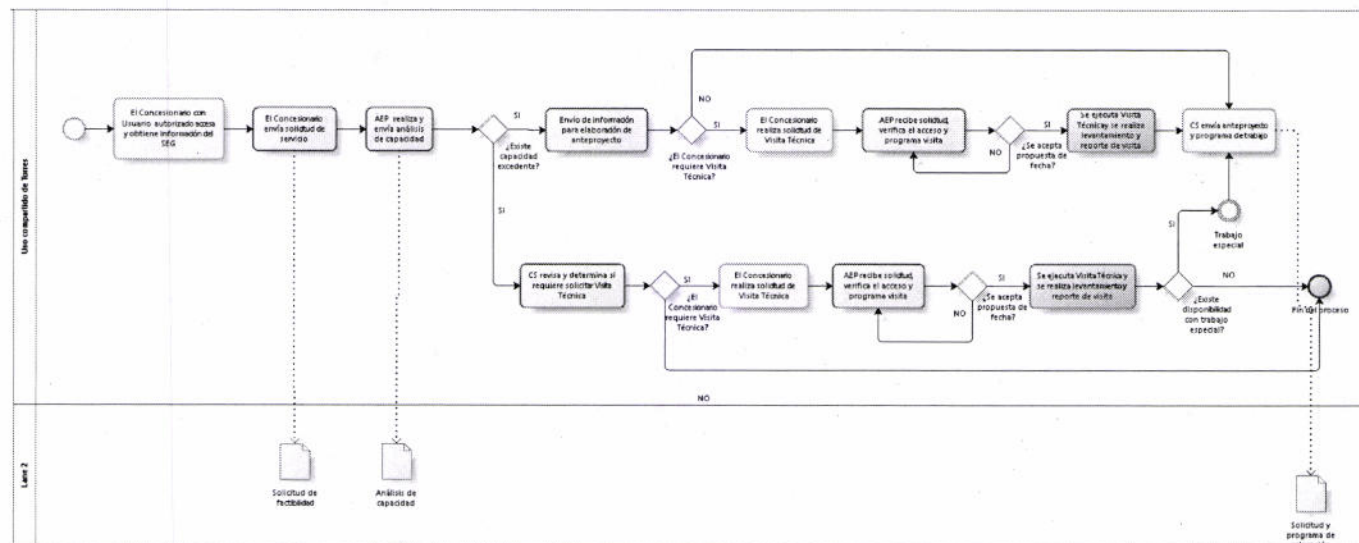 Uso compartido de Torres
El Concesionario con
Usuario autorizado accesa
y obtiene información del
SEG
El Concesionario
envía solicitud de
servicio
AEP realiza y
envía análisis de
capacidad
SI
¿Existe
capacidad
excedente?
Envío de información
para elaboración de
anteproyecto
NO
SI
¿El Concesionario
requiere Visita
Técnica?
El Concesionario
realiza solicitud de
Visita Técnica
AEP recibe solicitud,
verifica el acceso y
programa visita
SI
NO
¿Se acepta
propuesta de
fecha?
Se ejecuta Visita
Técnica y se realiza
levantamiento y
reporte de visita
CS envía anteproyecto
y programa de trabajo
SI
CS revisa y determina si
requiere solicitar Visita
Técnica
SI
¿El
Concesionario
requiere Visita
Técnica?
El Concesionario
realiza solicitud de
Visita Técnica
AEP recibe solicitud,
verifica el acceso y
programa visita
SI
NO
¿Se acepta
propuesta de
fecha?
Se ejecuta Visita Técnica y
se realiza levantamiento y
reporte de visita
SI
Trabajo
especial
NO
¿Existe
disponibilidad
con trabajo
especial?
Fin del proceso
NO
Lane 2
Solicitud de
factibilidad
Análisis de
capacidad
Solicitud y
programa de